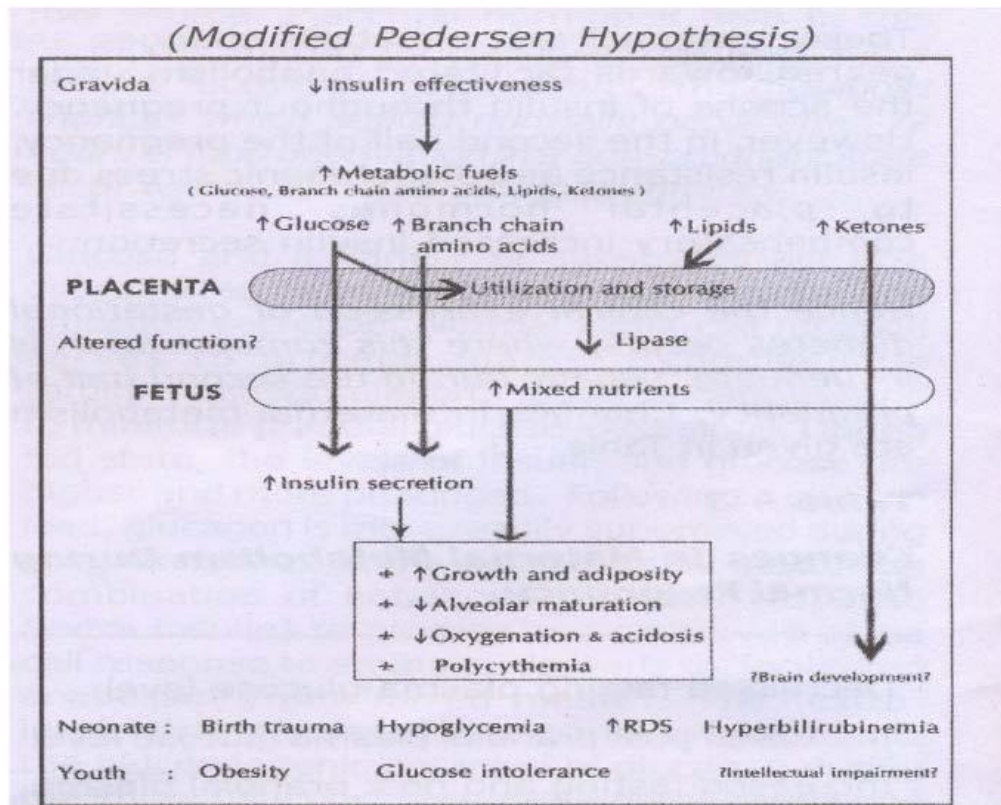 (Modified Pedersen Hypothesis)
Gravida ↓Insulin effectiveness
↑Metabolic fuels
(Glucose, Branch chain amino acids, Lipids, Ketones)
↑Glucose ↑Branch chain ↑Lipids ↑Ketones
amino acids
PLACENTA Utilization and storage
Altered function? Lipase
FETUS ↑Mixed nutrients
↑Insulin secretion
+ ↑Growth and adiposity
+ ↓Alveolar maturation
+ ↓Oxygenation & acidosis
+ Polycythemia
?Brain development?
Neonate : Birth trauma Hypoglycemia ↑RDS Hyperbilirubinemia
Youth : Obesity Glucose intolerance ?Intellectual impairment?